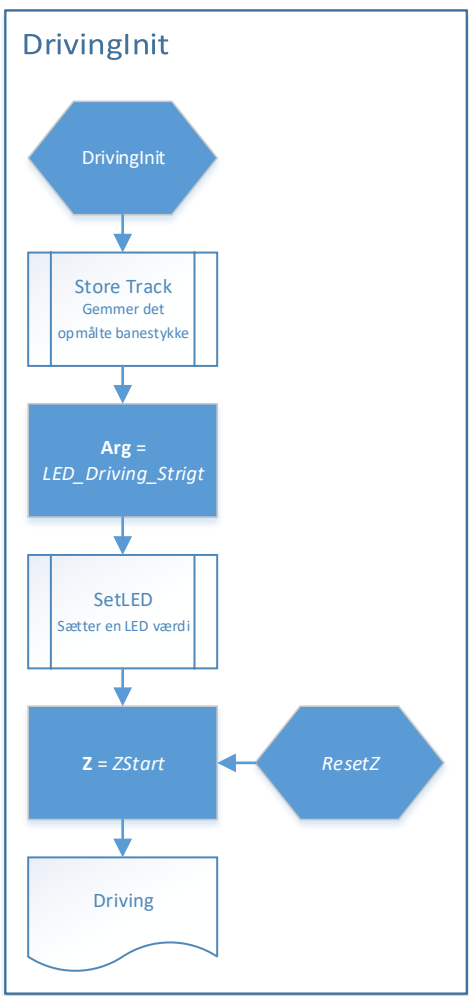 DrivingInit
DrivingInit
Store Track
Gemmer det
opmålte banestykke
Arg =
LED_Driving_Strigt
SetLED
Sætter en LED værdi
Z = ZStart
ResetZ
Driving